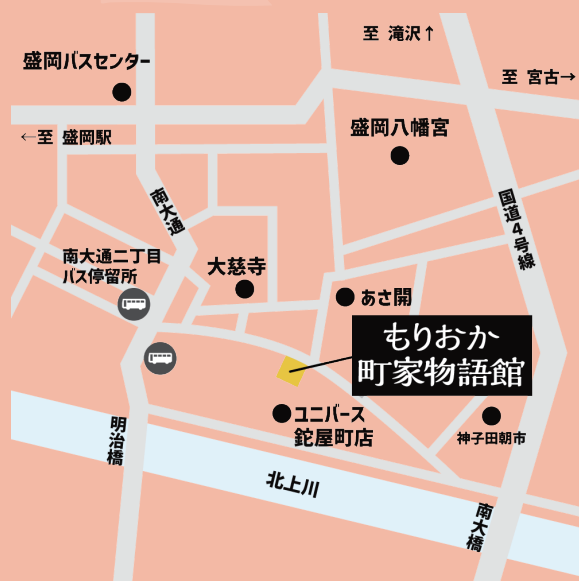 至 滝沢↑
盛岡バスセンター
至 宮古→
←至 盛岡駅
盛岡八幡宮
南大通
国道4号線
南大通二丁目
バス停留所
大慈寺
あさ開
もりおか
町家物語館
ユニバース
鉈屋町店
神子田朝市
明治橋
北上川
南大橋